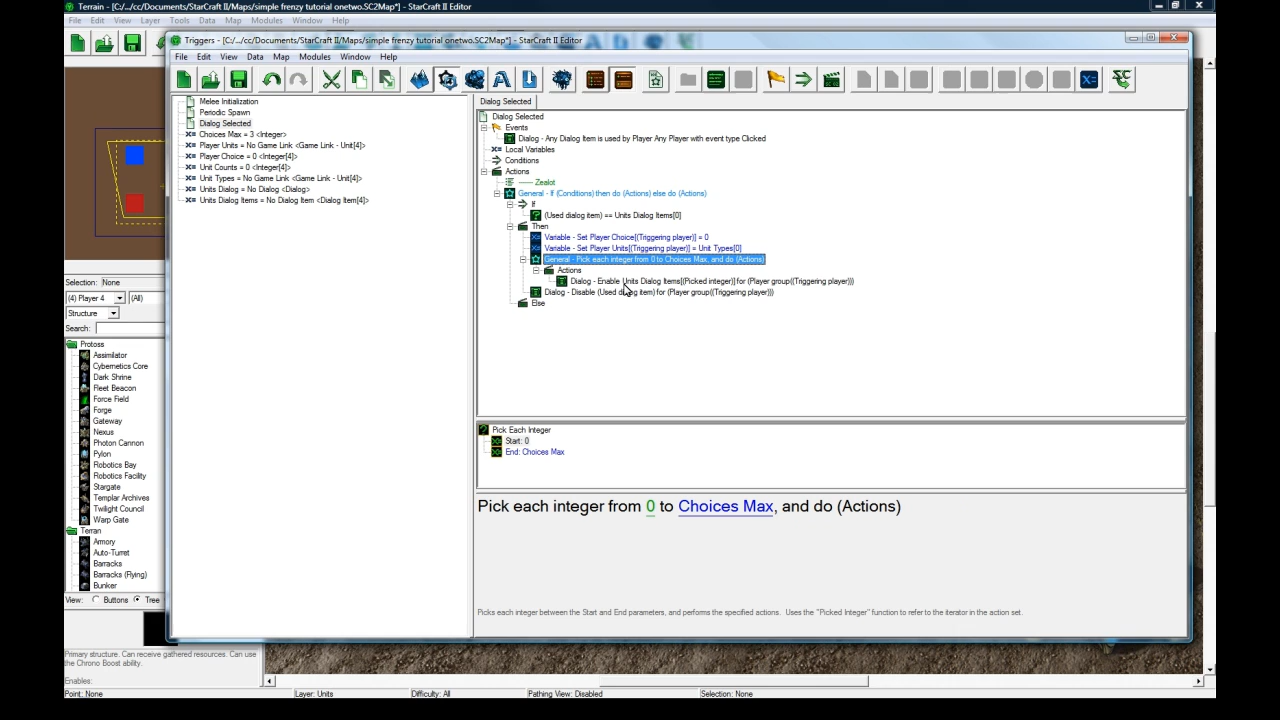 Terrain - [C:/../cc/Documents/StarCraft II/Maps/simple frenzy tutorial onetwo.SC2Map*] - StarCraft II Editor
File Edit View Layer Tools Data Map Modules Window Help
Triggers - [C:/../cc/Documents/StarCraft II/Maps/simple frenzy tutorial onetwo.SC2Map*] - StarCraft II Editor
File Edit View Data Map Modules Window Help
Melee Initialization
Periodic Spawn
Dialog Selected
Choices Max = 3 <Integer>
Player Units = No Game Link <Game Link - Unit[4]>
Player Choice = 0 <Integer[4]>
Unit Counts = 0 <Integer[4]>
Unit Types = No Game Link <Game Link - Unit[4]>
Units Dialog = No Dialog <Dialog>
Units Dialog Items = No Dialog Item <Dialog Item[4]>
Dialog Selected
Dialog Selected
Events
Dialog - Any Dialog Item is used by Player Any Player with event type Clicked
Local Variables
Conditions
Actions
------- Zealot
General - If (Conditions) then do (Actions) else do (Actions)
If
(Used dialog item) == Units Dialog Items[0]
Then
Variable - Set Player Choice[(Triggering player)] = 0
Variable - Set Player Units[(Triggering player)] = Unit Types[0]
General - Pick each integer from 0 to Choices Max, and do (Actions)
Actions
Dialog - Enable Units Dialog Items[(Picked integer)] for (Player group((Triggering player)))
Dialog - Disable (Used dialog item) for (Player group((Triggering player)))
Else
Pick Each Integer
Start: 0
End: Choices Max
Pick each integer from 0 to Choices Max, and do (Actions)
Picks each integer between the Start and End parameters, and performs the specified actions. Uses the "Picked Integer" function to refer to the iterator in the action set.
Selection: None
(4) Player 4 (All)
Structure
Search:
Protoss
Assimilator
Cybernetics Core
Dark Shrine
Fleet Beacon
Force Field
Forge
Gateway
Nexus
Photon Cannon
Pylon
Robotics Bay
Robotics Facility
Stargate
Templar Archives
Twilight Council
Warp Gate
Terran
Armory
Auto-Turret
Barracks
Barracks (Flying)
Bunker
View: Buttons Tree
Primary structure. Can receive gathered resources. Can use
the Chrono Boost ability.
Enables:
Point: None Layer: Units Difficulty: All Pathing View: Disabled Selection: None